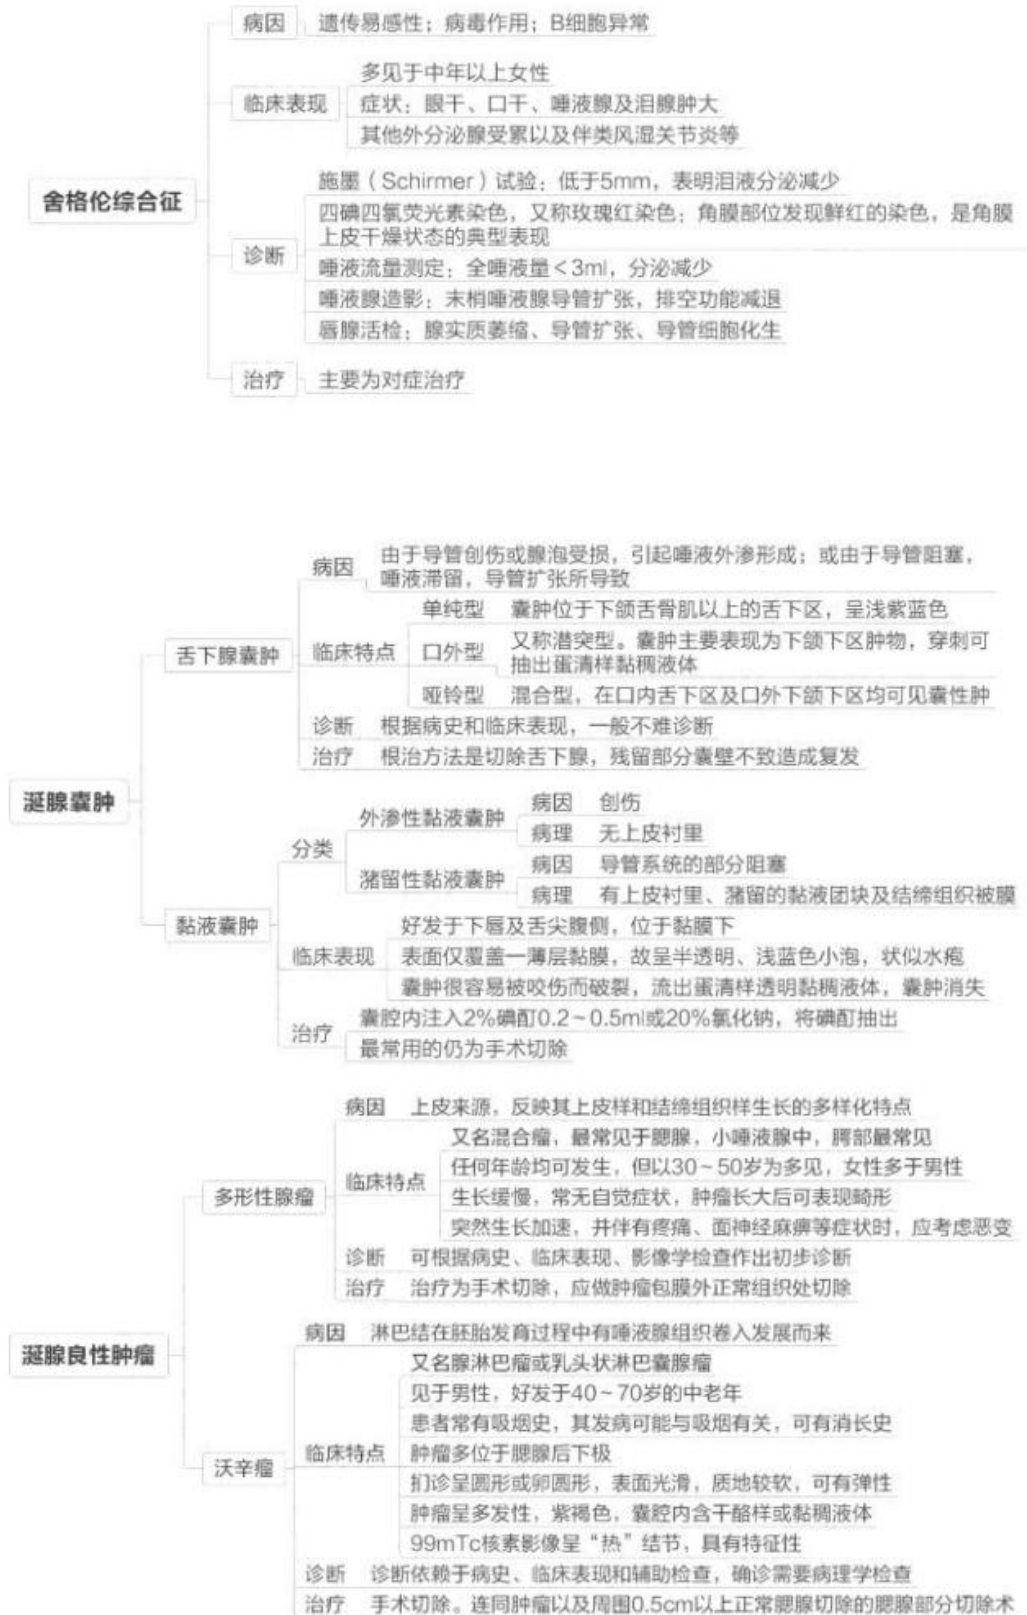 病因 遗传易感性；病毒作用；B细胞异常
多见于中年以上女性
临床表现 症状：眼干、口干、唾液腺及泪腺肿大
其他外分泌腺受累以及伴类风湿关节炎等
舍格伦综合征
施墨（Schirmer）试验：低于5mm，表明泪液分泌减少
四碘四氯荧光素染色，又称玫瑰红染色：角膜部位发现鲜红的染色，是角膜
上皮干燥状态的典型表现
诊断
唾液流量测定：全唾液量＜3ml，分泌减少
唾液腺造影：末梢唾液腺导管扩张，排空功能减退
唇腺活检：腺实质萎缩、导管扩张、导管细胞化生
治疗 主要为对症治疗
涎腺囊肿
舌下腺囊肿
病因
由于导管创伤或腺泡受损，引起唾液外渗形成；或由于导管阻塞，
唾液滞留，导管扩张所导致
临床特点
单纯型 囊肿位于下颌舌骨肌以上的舌下区，呈浅紫蓝色
口外型
又称潜突型。囊肿主要表现为下颌下区肿物，穿刺可
抽出蛋清样黏稠液体
哑铃型 混合型，在口内舌下区及口外下颌下区均可见囊性肿
诊断 根据病史和临床表现，一般不难诊断
治疗 根治方法是切除舌下腺，残留部分囊壁不致造成复发
黏液囊肿
分类
外渗性黏液囊肿
病因 创伤
病理 无上皮衬里
潴留性黏液囊肿
病因 导管系统的部分阻塞
病理 有上皮衬里、潴留的黏液团块及结缔组织被膜
临床表现
好发于下唇及舌尖腹侧，位于黏膜下
表面仅覆盖一薄层黏膜，故呈半透明、浅蓝色小泡，状似水疱
囊肿很容易被咬伤而破裂，流出蛋清样透明黏稠液体，囊肿消失
治疗
囊腔内注入2%碘酊0.2～0.5ml或20%氯化钠，将碘酊抽出
最常用的仍为手术切除
涎腺良性肿瘤
多形性腺瘤
病因 上皮来源，反映其上皮样和结缔组织样生长的多样化特点
临床特点
又名混合瘤，最常见于腮腺，小唾液腺中，腭部最常见
任何年龄均可发生，但以30～50岁为多见，女性多于男性
生长缓慢，常无自觉症状，肿瘤长大后可表现畸形
突然生长加速，并伴有疼痛、面神经麻痹等症状时，应考虑恶变
诊断 可根据病史、临床表现、影像学检查作出初步诊断
治疗 治疗为手术切除，应做肿瘤包膜外正常组织处切除
沃辛瘤
病因 淋巴结在胚胎发育过程中有唾液腺组织卷入发展而来
临床特点
又名腺淋巴瘤或乳头状淋巴囊腺瘤
见于男性，好发于40～70岁的中老年
患者常有吸烟史，其发病可能与吸烟有关，可有消长史
肿瘤多位于腮腺后下极
扪诊呈圆形或卵圆形，表面光滑，质地较软，可有弹性
肿瘤呈多发性，紫褐色，囊腔内含干酪样或黏稠液体
99mTc核素影像呈“热”结节，具有特征性
诊断 诊断依赖于病史、临床表现和辅助检查，确诊需要病理学检查
治疗 手术切除。连同肿瘤以及周围0.5cm以上正常腮腺切除的腮腺部分切除术